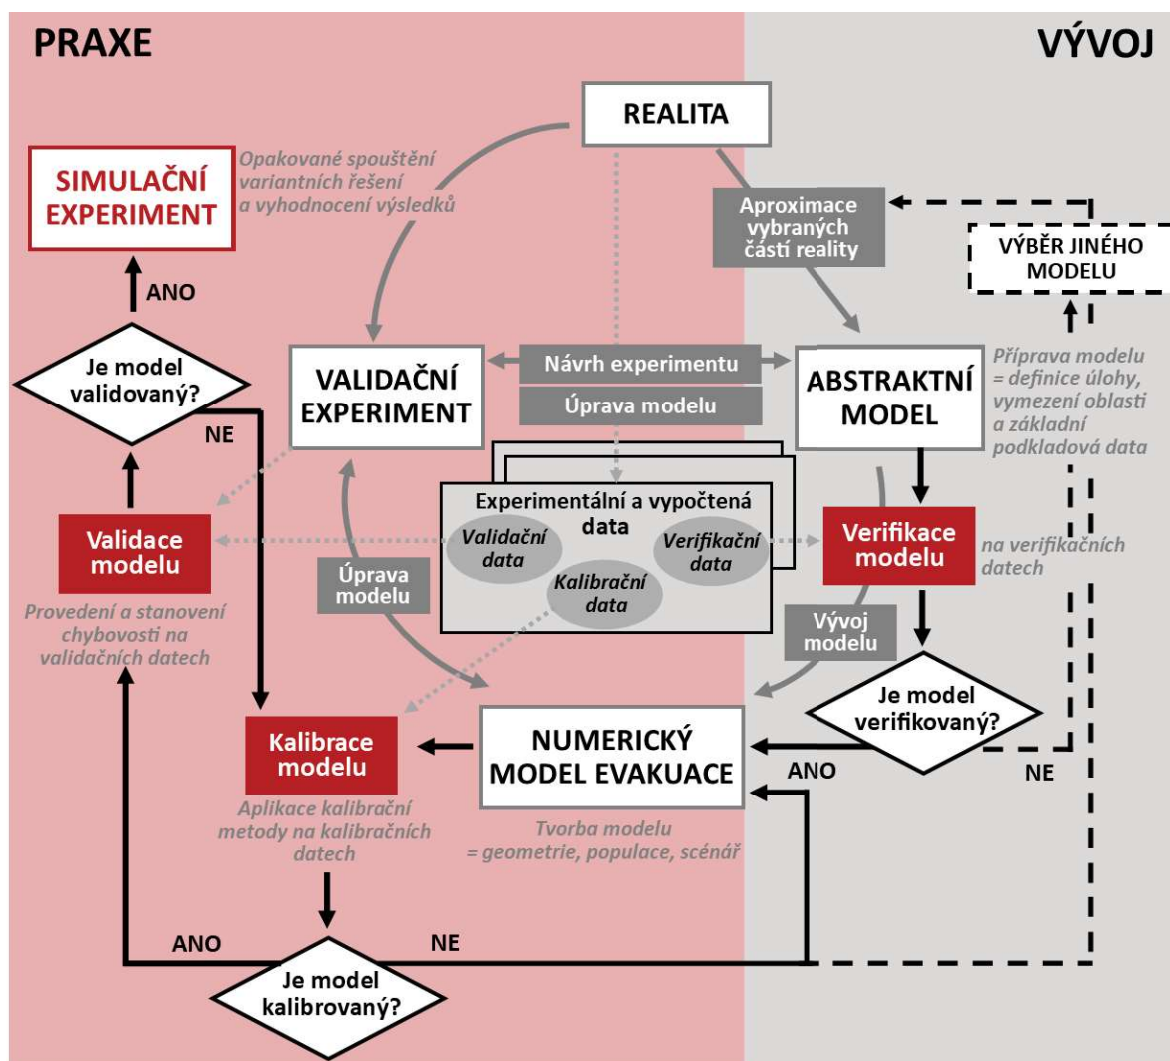 PRAXE
VÝVOJ
REALITA
SIMULAČNÍ
EXPERIMENT
Opakované spouštění
variantních řešení
a vyhodnocení výsledků
Aproximace
vybraných
částí reality
VÝBĚR JINÉHO
MODELU
ANO
Je model
validovaný?
NE
VALIDAČNÍ
EXPERIMENT
Návrh experimentu
Úprava modelu
ABSTRAKTNÍ
MODEL
Příprava modelu
= definice úlohy,
vymezení oblasti
a základní
podkladová data
Experimentální a vypočtená
data
Validační
data
Verifikační
data
Kalibrační
data
Validace
modelu
Provedení a stanovení
chybovosti na
validačních datech
Úprava
modelu
Verifikace
modelu
na verifikačních
datech
Vývoj
modelu
Je model
verifikovaný?
ANO
NE
Kalibrace
modelu
Aplikace kalibrační
metody na kalibračních
datech
NUMERICKÝ
MODEL EVAKUACE
Tvorba modelu
= geometrie, populace, scénář
ANO
NE
Je model
kalibrovaný?